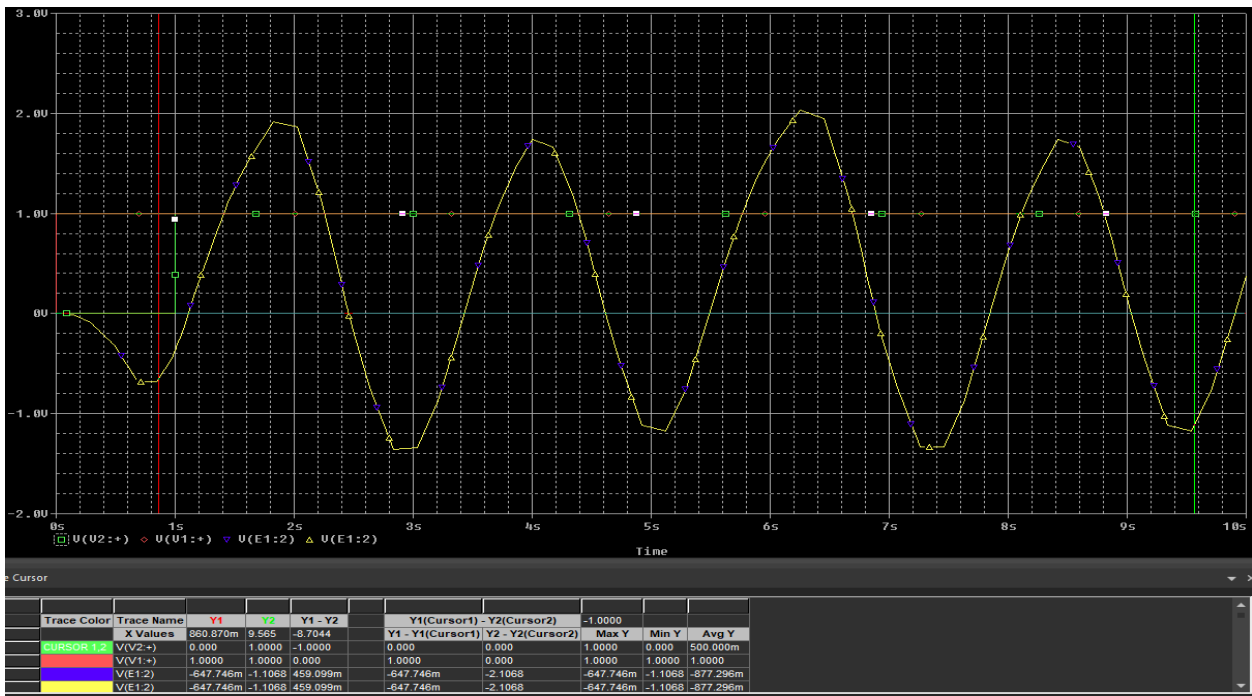 3.0V
2.0V
1.0V
0V
-1.0V
-2.0V
0s 1s 2s 3s 4s 5s 6s 7s 8s 9s 10s
V(V2:+) V(V1:+) V(E1:2) V(E1:2)
Time
e Cursor
Trace Color Trace Name Y1 Y2 Y1 - Y2 Y1(Cursor1) - Y2(Cursor2) -1.0000
X Values 860.870m 9.565 -8.7044 Y1 - Y1(Cursor1) Y2 - Y2(Cursor2) Max Y Min Y Avg Y
CURSOR 1,2 V(V2:+) 0.000 1.0000 -1.0000 0.000 0.000 1.0000 0.000 500.000m
V(V1:+) 1.0000 1.0000 0.000 1.0000 0.000 1.0000 1.0000 1.0000
V(E1:2) -647.746m -1.1068 459.099m -647.746m -2.1068 -647.746m -1.1068 -877.296m
V(E1:2) -647.746m -1.1068 459.099m -647.746m -2.1068 -647.746m -1.1068 -877.296m